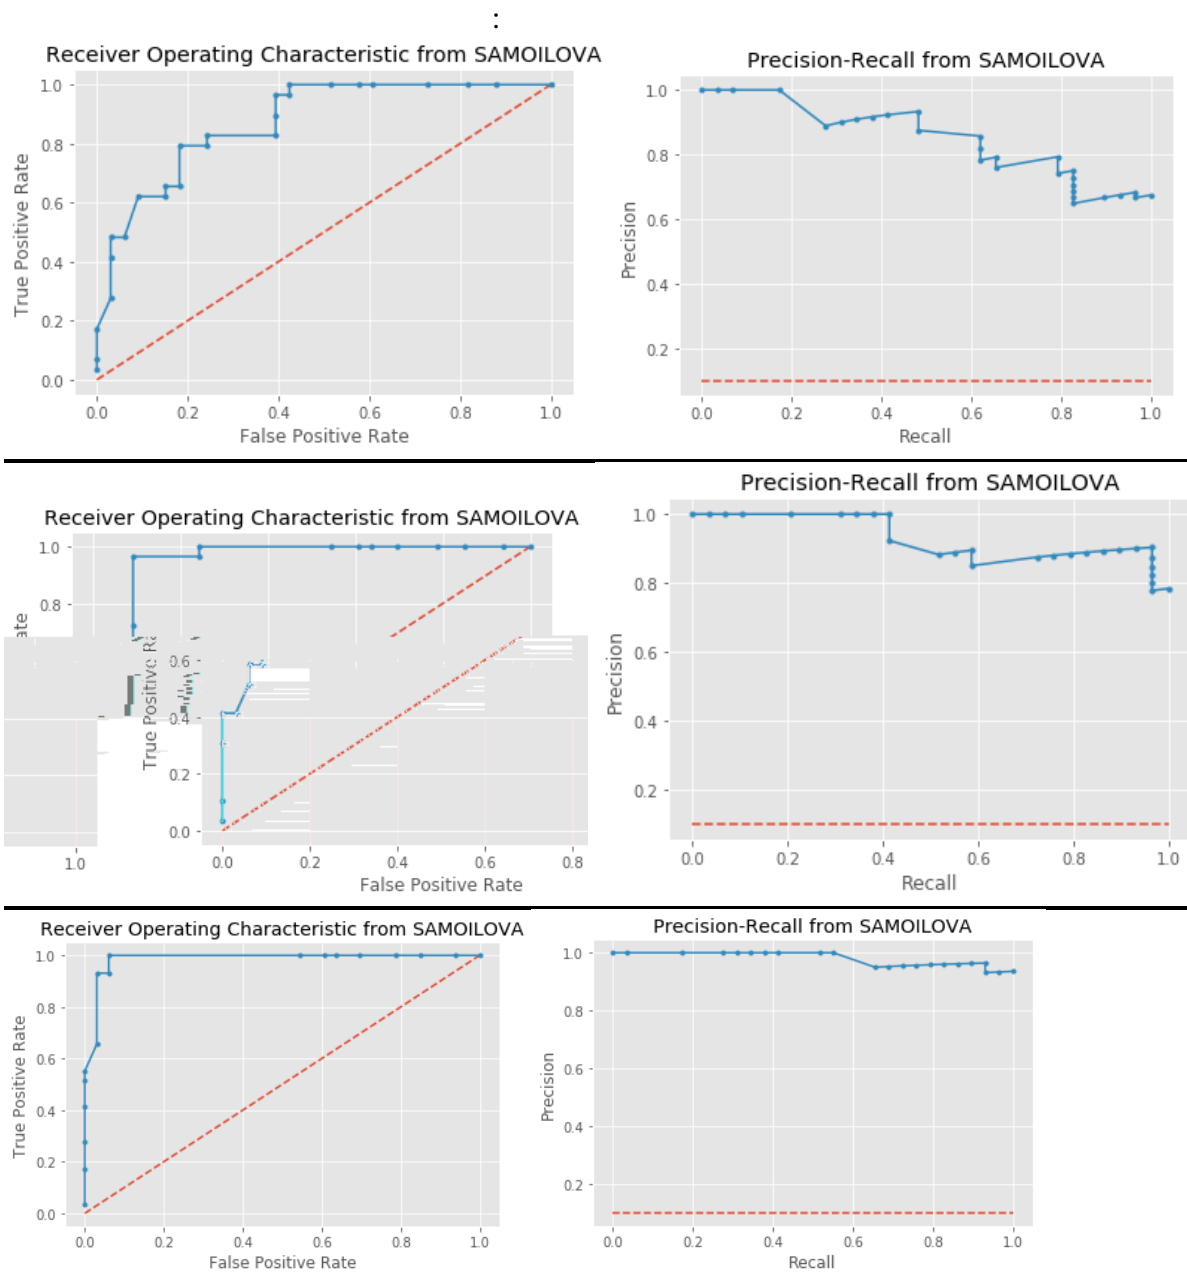 :
Receiver Operating Characteristic from SAMOILOVA
True Positive Rate
1.0
0.8
0.6
0.4
0.2
0.0
0.0 0.2 0.4 0.6 0.8 1.0
False Positive Rate
Precision-Recall from SAMOILOVA
Precision
1.0
0.8
0.6
0.4
0.2
0.0 0.2 0.4 0.6 0.8 1.0
Recall
Receiver Operating Characteristic from SAMOILOVA
1.0
0.8
ate
True Positive Ra
0.6
0.4
0.2
0.0
1.0
0.0 0.2 0.4 0.6 0.8
False Positive Rate
Precision-Recall from SAMOILOVA
Precision
1.0
0.8
0.6
0.4
0.2
0.0 0.2 0.4 0.6 0.8 1.0
Recall
Receiver Operating Characteristic from SAMOILOVA
True Positive Rate
1.0
0.8
0.6
0.4
0.2
0.0
0.0 0.2 0.4 0.6 0.8 1.0
False Positive Rate
Precision-Recall from SAMOILOVA
Precision
1.0
0.8
0.6
0.4
0.2
0.0 0.2 0.4 0.6 0.8 1.0
Recall